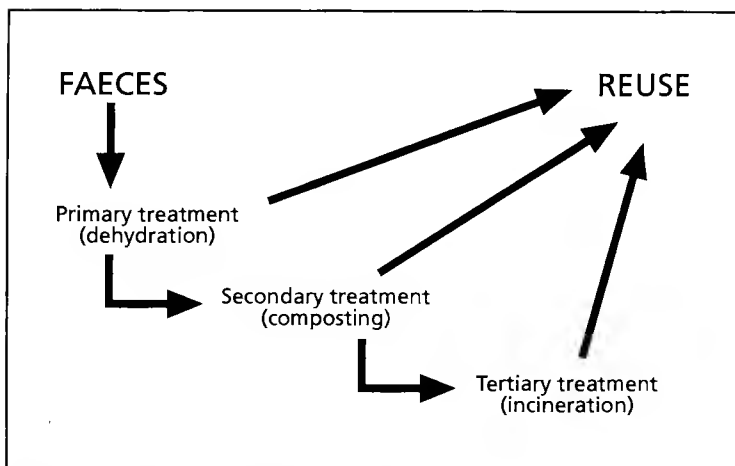 FAECES
REUSE
Primary treatment
(dehydration)
Secondary treatment
(composting)
Tertiary treatment
(incineration)